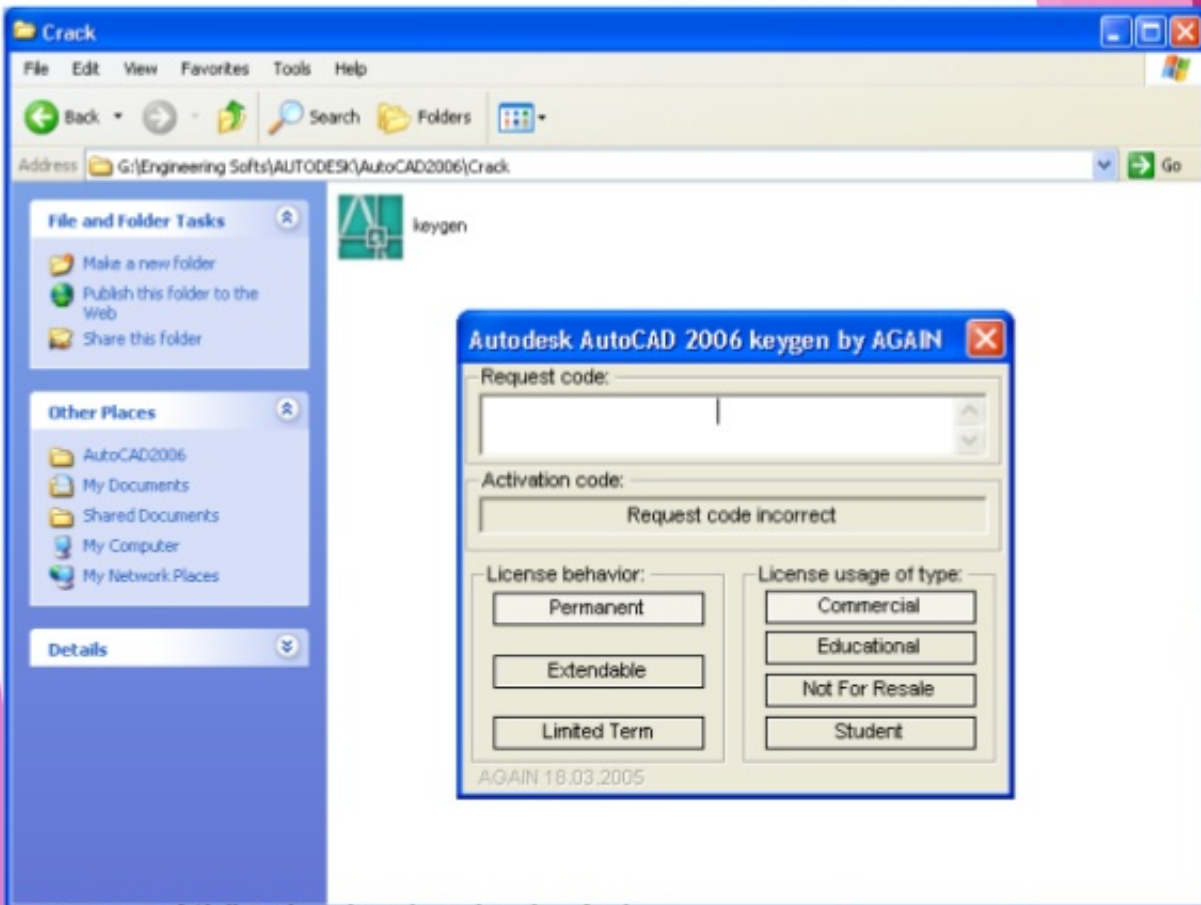 Crack
File Edit View Favorites Tools Help
Back Search Folders
Address G:\Engineering Softs\AUTODESK\AutoCAD2006\Crack Go
File and Folder Tasks
Make a new folder
Publish this folder to the
Web
Share this folder
Other Places
AutoCAD2006
My Documents
Shared Documents
My Computer
My Network Places
Details
keygen
Autodesk AutoCAD 2006 keygen by AGAIN
Request code:
Activation code:
Request code incorrect
License behavior:
Permanent
Extendable
Limited Term
License usage of type:
Commercial
Educational
Not For Resale
Student
AGAIN 18.03.2005